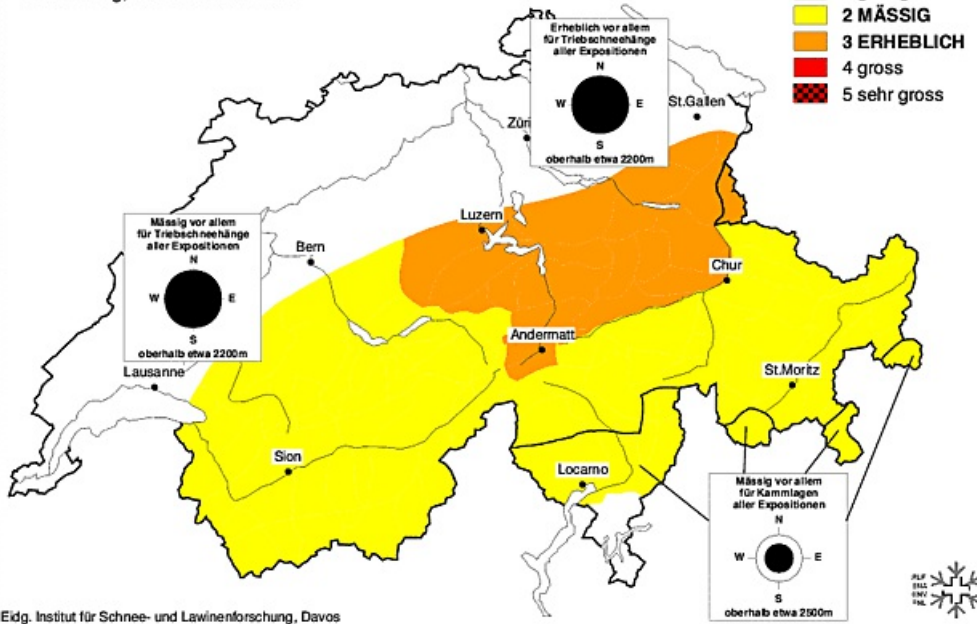 2 MÄSSIG
3 ERHEBLICH
4 gross
5 sehr gross
Erheblich vor allem
für Triebschneehänge
aller Expositionen
N
W E
S
oberhalb etwa 2200m
St.Gallen
Züri
Luzern
Mässig vor allem
für Triebschneehänge
aller Expositionen
N
W E
S
oberhalb etwa 2200m
Bern
Chur
Andermatt
Lausanne
St.Moritz
Sion
Locarno
Mässig vor allem
für Kammlagen
aller Expositionen
N
W E
S
oberhalb etwa 2500m
Eidg. Institut für Schnee- und Lawinenforschung, Davos